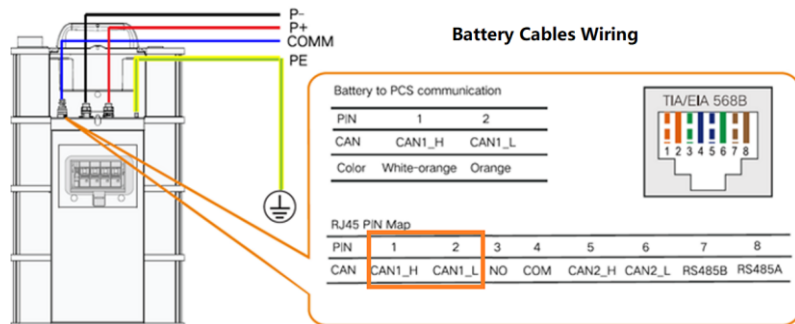 P-
P+
COMM
PE
Battery Cables Wiring
Battery to PCS communication
PIN 1 2
CAN CAN1_H CAN1_L
Color White-orange Orange
TIA/EIA 568B
1 2 3 4 5 6 7 8
RJ45 PIN Map
PIN 1 2 3 4 5 6 7 8
CAN CAN1_H CAN1_L NO COM CAN2_H CAN2_L RS485B RS485A